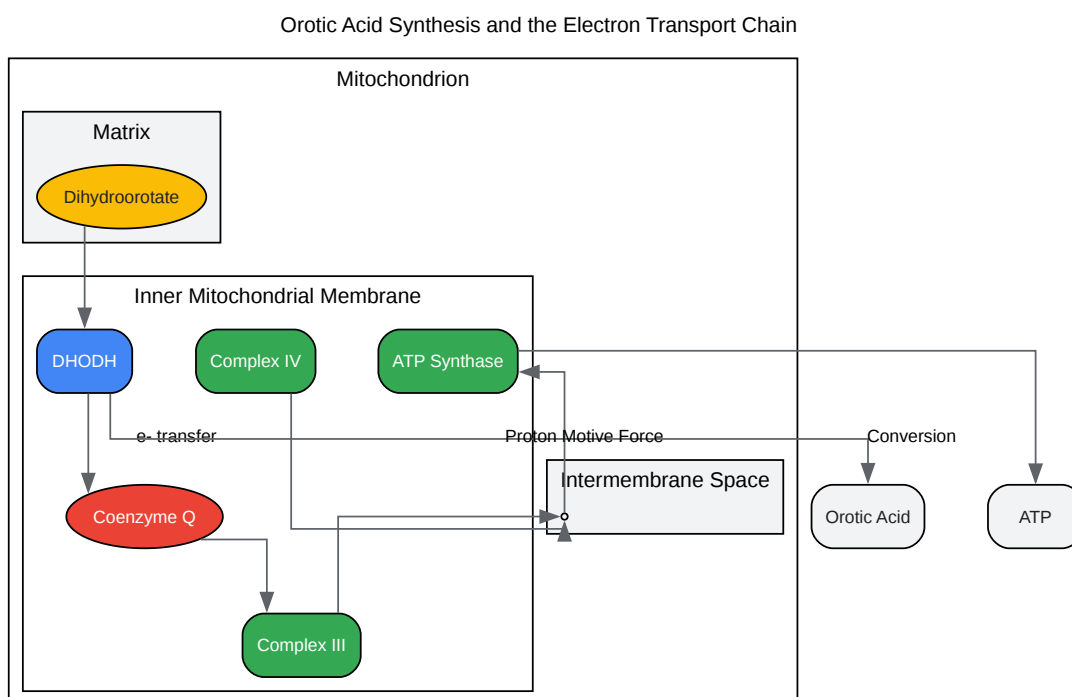 Orotic Acid Synthesis and the Electron Transport Chain
Mitochondrion
Matrix
Dihydroorotate
Inner Mitochondrial Membrane
DHODH
Complex IV
ATP Synthase
e- transfer
Proton Motive Force
Conversion
Intermembrane Space
Coenzyme Q
Orotic Acid
ATP
Complex III